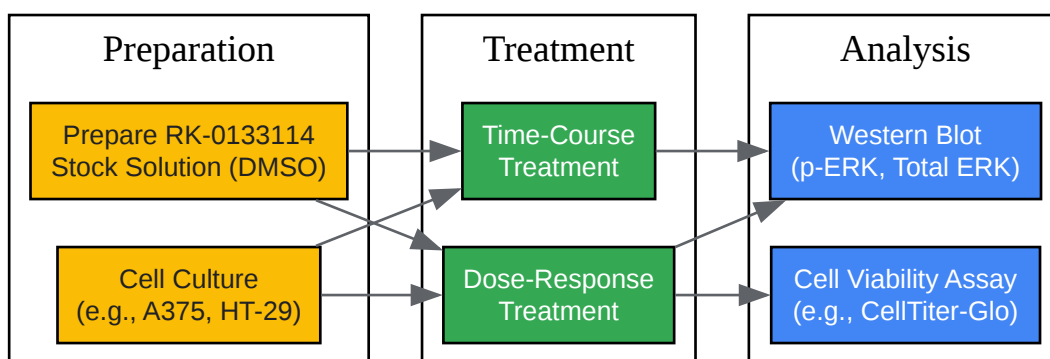 Preparation
Prepare RK-0133114
Stock Solution (DMSO)
Cell Culture
(e.g., A375, HT-29)
Treatment
Time-Course
Treatment
Dose-Response
Treatment
Analysis
Western Blot
(p-ERK, Total ERK)
Cell Viability Assay
(e.g., CellTiter-Glo)